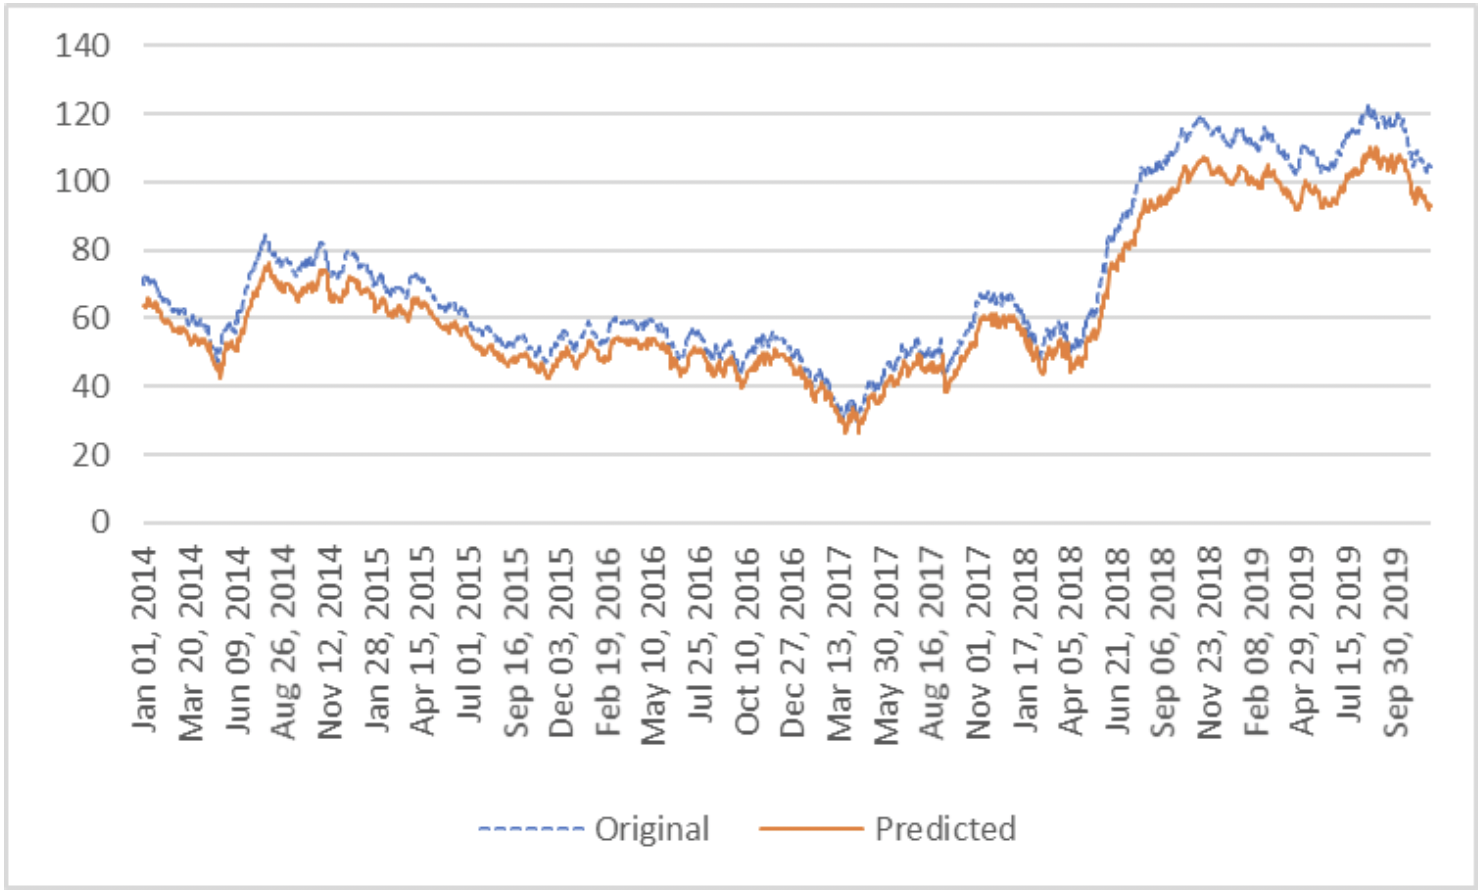 140
120
100
80
60
40
20
0
Jan 01, 2014
Mar 20, 2014
Jun 09, 2014
Aug 26, 2014
Nov 12, 2014
Jan 28, 2015
Apr 15, 2015
Jul 01, 2015
Sep 16, 2015
Dec 03, 2015
Feb 19, 2016
May 10, 2016
Jul 25, 2016
Oct 10, 2016
Dec 27, 2016
Mar 13, 2017
May 30, 2017
Aug 16, 2017
Nov 01, 2017
Jan 17, 2018
Apr 05, 2018
Jun 21, 2018
Sep 06, 2018
Nov 23, 2018
Feb 08, 2019
Apr 29, 2019
Jul 15, 2019
Sep 30, 2019
Original
Predicted